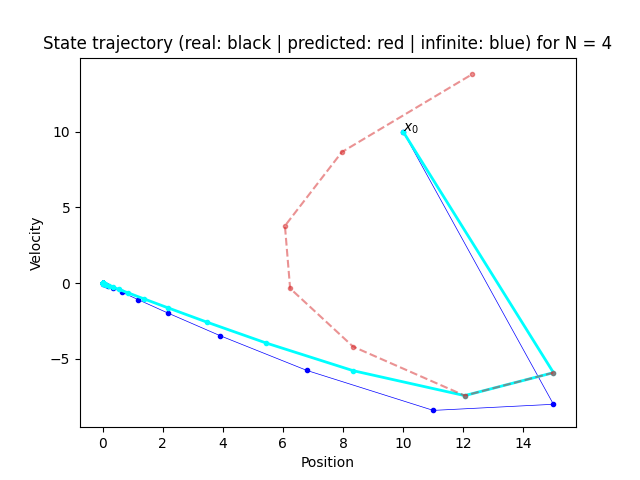 State trajectory (real: black | predicted: red | infinite: blue) for N = 4
x₀
10
5
0
−5
Velocity
0 2 4 6 8 10 12 14
Position